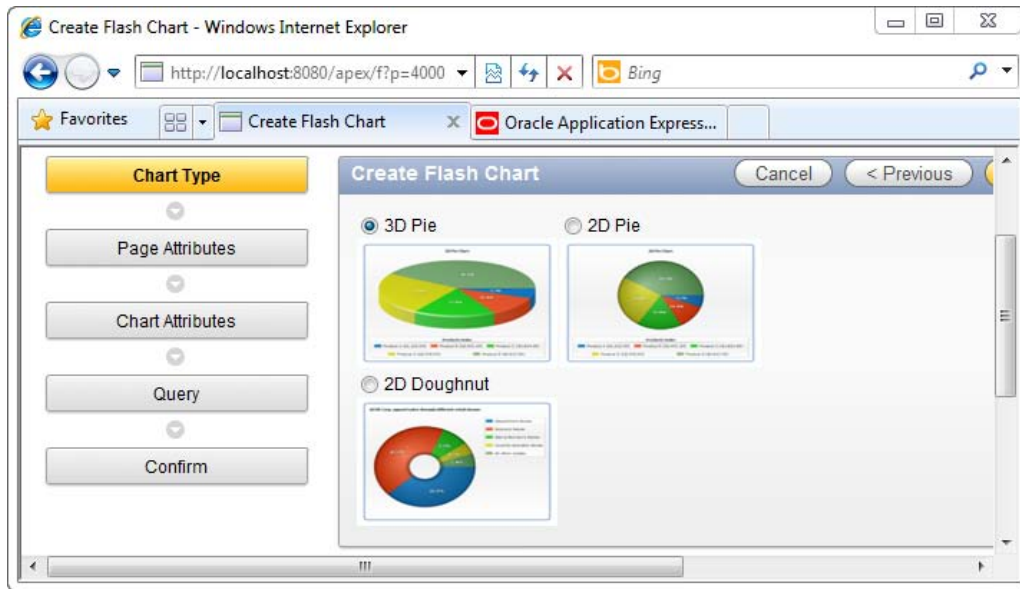 Create Flash Chart - Windows Internet Explorer
http://localhost:8080/apex/f?p=4000
Bing
Favorites
Create Flash Chart
Oracle Application Express...
Chart Type
Page Attributes
Chart Attributes
Query
Confirm
Create Flash Chart
Cancel
< Previous
3D Pie
2D Pie
2D Doughnut